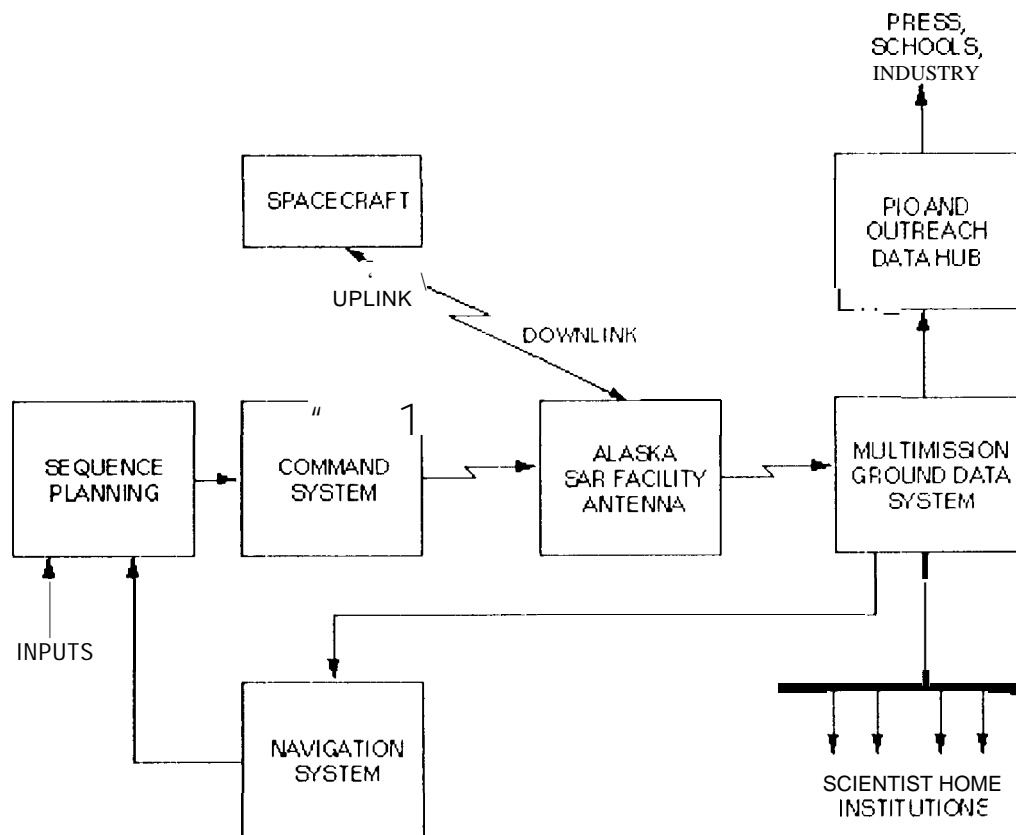 PRESS,
SCHOOLS,
INDUSTRY
SPACECRAFT
PIO AND
OUTREACH
DATA HUB
UPLINK
DOWNLINK
SEQUENCE
PLANNING
COMMAND
SYSTEM
ALASKA
SAR FACILITY
ANTENNA
MULTIMISSION
GROUND DATA
SYSTEM
INPUTS
NAVIGATION
SYSTEM
SCIENTIST HOME
INSTITUTIONS